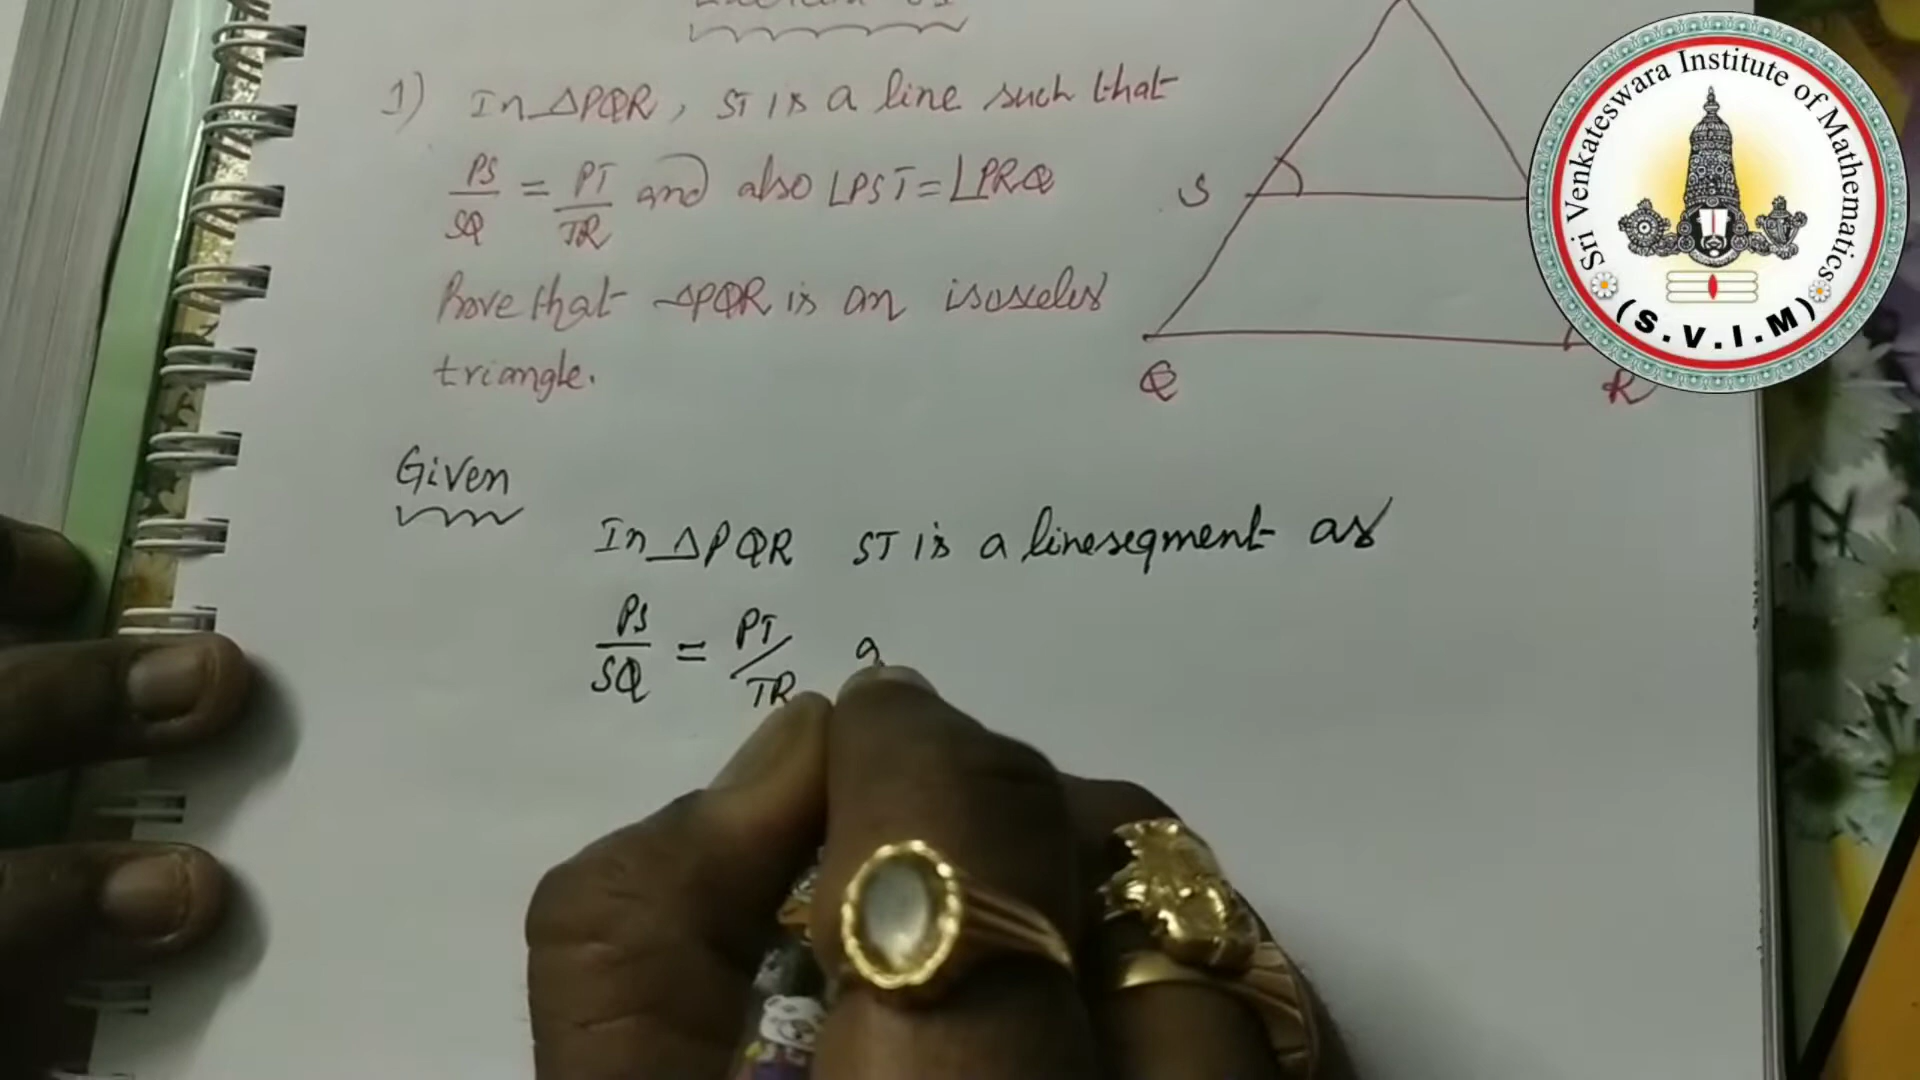 1) In △PQR, ST is a line such that
PS/SQ = PT/TR and also ∠PST = ∠PRQ
Prove that △PQR is an isosceles
triangle.
S
Q
R
Given
In △PQR ST is a linesegment as
PS/SQ = PT/TR a
Sri Venkateswara Institute of Mathematics
(S.V.I.M)